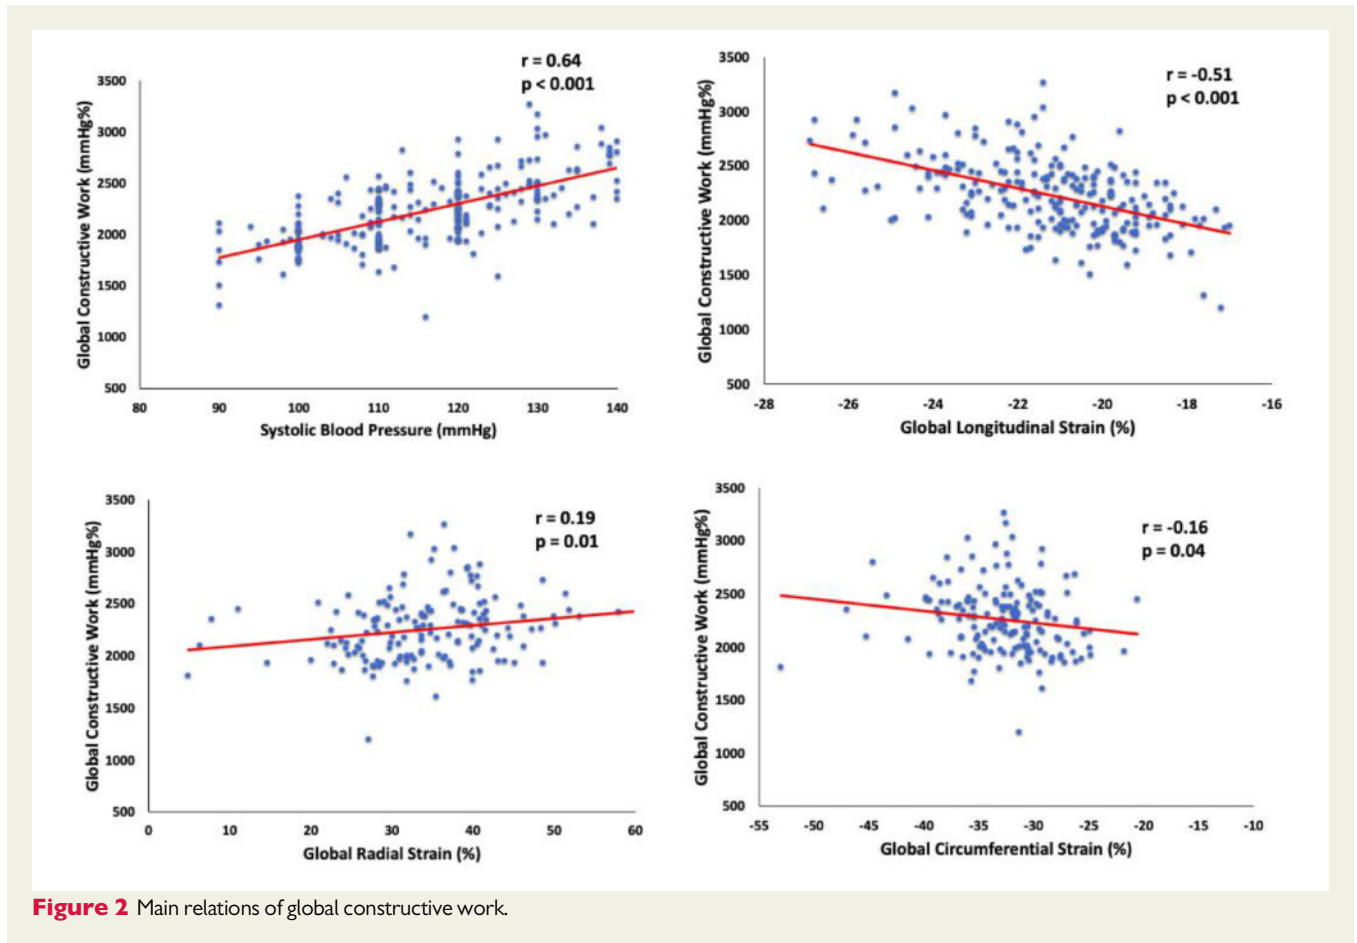 r = 0.64
p < 0.001
Global Constructive Work (mmHg%)
3500
3000
2500
2000
1500
1000
500
80 90 100 110 120 130 140
Systolic Blood Pressure (mmHg)
r = -0.51
p < 0.001
Global Constructive Work (mmHg%)
3500
3000
2500
2000
1500
1000
500
-28 -26 -24 -22 -20 -18 -16
Global Longitudinal Strain (%)
r = 0.19
p = 0.01
Global Constructive Work (mmHg%)
3500
3000
2500
2000
1500
1000
500
0 10 20 30 40 50 60
Global Radial Strain (%)
r = -0.16
p = 0.04
Global Constructive Work (mmHg%)
3500
3000
2500
2000
1500
1000
500
-55 -50 -45 -40 -35 -30 -25 -20 -15 -10
Global Circumferential Strain (%)
Figure 2 Main relations of global constructive work.